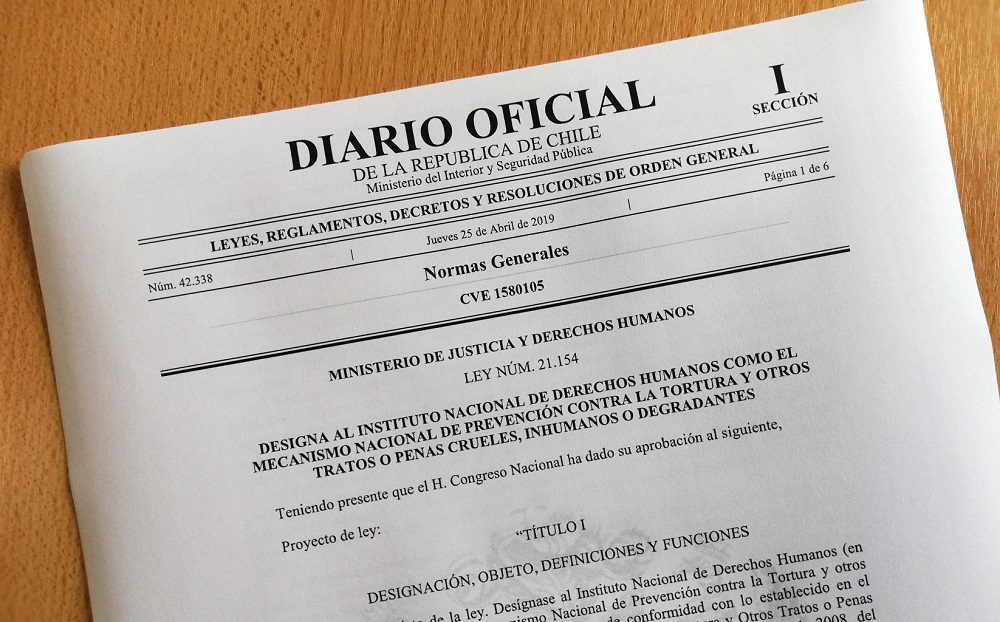 DIARIO OFICIAL
I
SECCIÓN
DE LA REPUBLICA DE CHILE
Ministerio del Interior y Seguridad Pública
LEYES, REGLAMENTOS, DECRETOS Y RESOLUCIONES DE ORDEN GENERAL
Núm. 42.338 | Jueves 25 de Abril de 2019 | Página 1 de 6
Normas Generales
CVE 1580105
MINISTERIO DE JUSTICIA Y DERECHOS HUMANOS
LEY NÚM. 21.154
DESIGNA AL INSTITUTO NACIONAL DE DERECHOS HUMANOS COMO EL
MECANISMO NACIONAL DE PREVENCIÓN CONTRA LA TORTURA Y OTROS
TRATOS O PENAS CRUELES, INHUMANOS O DEGRADANTES
Teniendo presente que el H. Congreso Nacional ha dado su aprobación al siguiente,
Proyecto de ley:
“TÍTULO I
DESIGNACIÓN, OBJETO, DEFINICIONES Y FUNCIONES
de la ley. Desígnase al Instituto Nacional de Derechos Humanos (en
Nacional de Prevención contra la Tortura y otros
conformidad con lo establecido en el
y Otros Tratos o Penas
2008, del